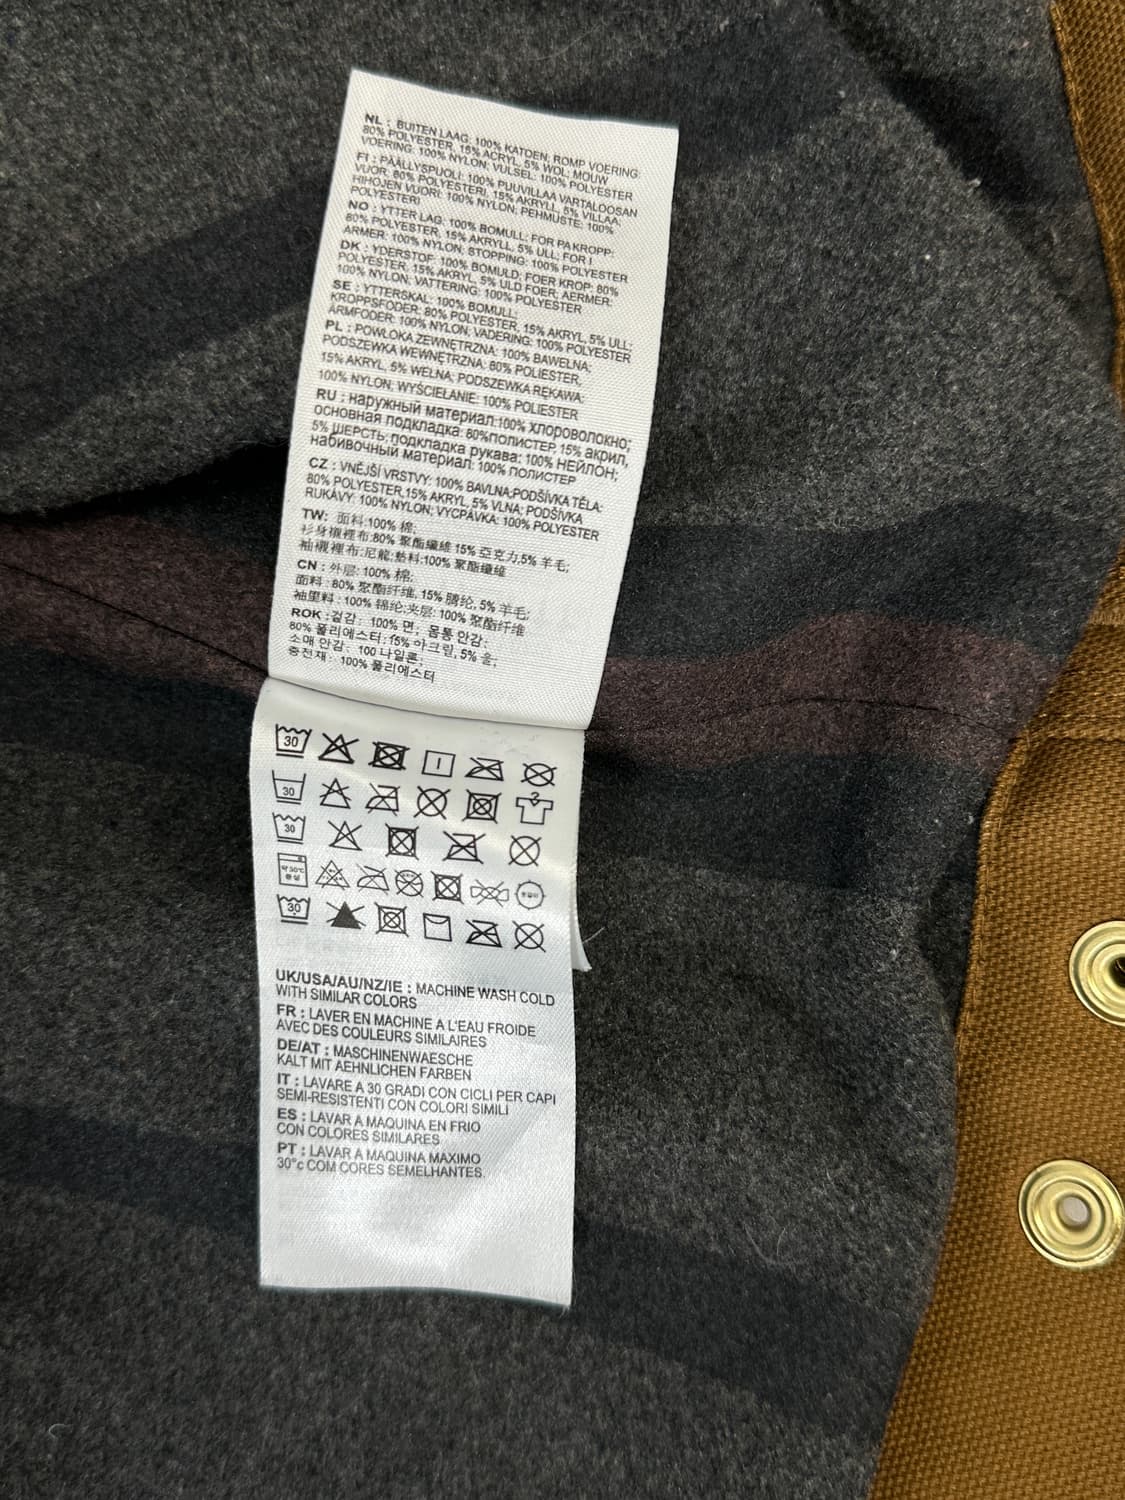 NL : BUITEN LAAG: 100% KATOEN; ROMP VOERING:
80% POLYESTER, 15% ACRYL, 5% WOL; MOUW
VOERING: 100% NYLON; VULSEL: 100% POLYESTER
FI : PÄÄLLYSPUOLI: 100% PUUVILLAA VARTALOOSAN
VUOR: 80% POLYESTERI, 15% AKRYLL, 5% VILLAA;
HIHOJEN VUORI: 100% NYLON; PEHMUSTE: 100%
POLYESTERI
NO : YTTER LAG: 100% BOMULL; FOR PA KROPP:
80% POLYESTER, 15% AKRYLL, 5% ULL; FOR I
ARMER: 100% NYLON; STOPPING: 100% POLYESTER
DK : YDERSTOF: 100% BOMULD; FOER KROP: 80%
POLYESTER, 15% AKRYL, 5% ULD FOER, AERMER:
100% NYLON; VATTERING: 100% POLYESTER
SE : YTTERSKAL: 100% BOMULL;
KROPPSFODER: 80% POLYESTER, 15% AKRYL, 5% ULL;
ARMFODER: 100% NYLON, VADERING: 100% POLYESTER
PL : POWLOKA ZEWNĘTRZNA: 100% BAWELNA;
PODSZEWKA WEWNĘTRZNA: 80% POLIESTER,
15% AKRYL, 5% WELNA; PODSZEWKA RĘKAWA:
100% NYLON; WYŚCIELANIE: 100% POLIESTER
RU : наружный материал:100% хлороволокно;
основная подкладка: 80%полистер, 15% акрил,
5% шерсть; подкладка рукава: 100% нейлон;
набивочный материал: 100% полистер
CZ : VNĚJŠÍ VRSTVY: 100% BAVLNA;PODŠÍVKA TĚLA:
80% POLYESTER,15% AKRYL, 5% VLNA; PODŠÍVKA
RUKÁVY: 100% NYLON; VYCPÁVKA: 100% POLYESTER
TW: 面料:100% 棉;
衫身襯裡布:80% 聚酯纖維 15% 亞克力,5% 羊毛;
袖襯裡布:尼龍;墊料:100% 聚酯纖維
CN : 外层: 100% 棉;
面料 : 80% 聚酯纤维, 15% 腈纶, 5% 羊毛;
袖里料 : 100% 锦纶;夹层: 100% 聚酯纤维
ROK : 겉감 : 100% 면; 몸통 안감 :
80% 폴리에스터; 15% 아크릴, 5% 울;
소매 안감 : 100 나일론;
충전재 : 100% 폴리에스터
30
30
30
약 30°C
중성
30
UK/USA/AU/NZ/IE : MACHINE WASH COLD
WITH SIMILAR COLORS
FR : LAVER EN MACHINE A L'EAU FROIDE
AVEC DES COULEURS SIMILAIRES
DE/AT : MASCHINENWAESCHE
KALT MIT AEHNLICHEN FARBEN
IT : LAVARE A 30 GRADI CON CICLI PER CAPI
SEMI-RESISTENTI CON COLORI SIMILI
ES : LAVAR A MAQUINA EN FRIO
CON COLORES SIMILARES
PT : LAVAR A MAQUINA MAXIMO
30°c COM CORES SEMELHANTES.